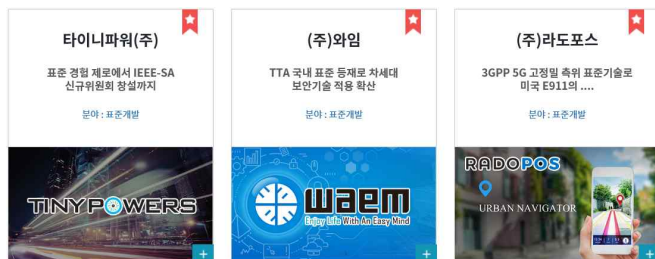 타이니파워(주)
표준 경험 제로에서 IEEE-SA
신규위원회 창설까지
분야 : 표준개발
TINYPOWERS
(주)와임
TTA 국내 표준 등재로 차세대
보안기술 적용 확산
분야 : 표준개발
waem
Enjoy Life With An Easy Mind
(주)라도포스
3GPP 5G 고정밀 측위 표준기술로
미국 E911의 ....
분야 : 표준개발
RADOPOS
URBAN NAVIGATOR